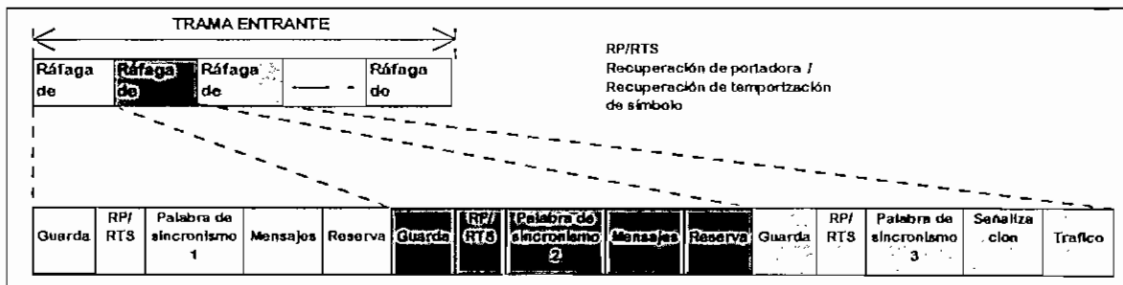 TRAMA ENTRANTE
Ráfaga de
Ráfaga de
Ráfaga de
Ráfaga do
RP/RTS
Recuperación de portadora /
Recuperación de temporización
de símbolo
Guarda
RP/ RTS
Palabra de sincronismo 1
Mensajes
Reserva
Guarda
RP/ RTS
Palabra de sincronismo 2
Mensajes
Reserva
Guarda
RP/ RTS
Palabra de sincronismo 3
Senaliza cion
Trafico